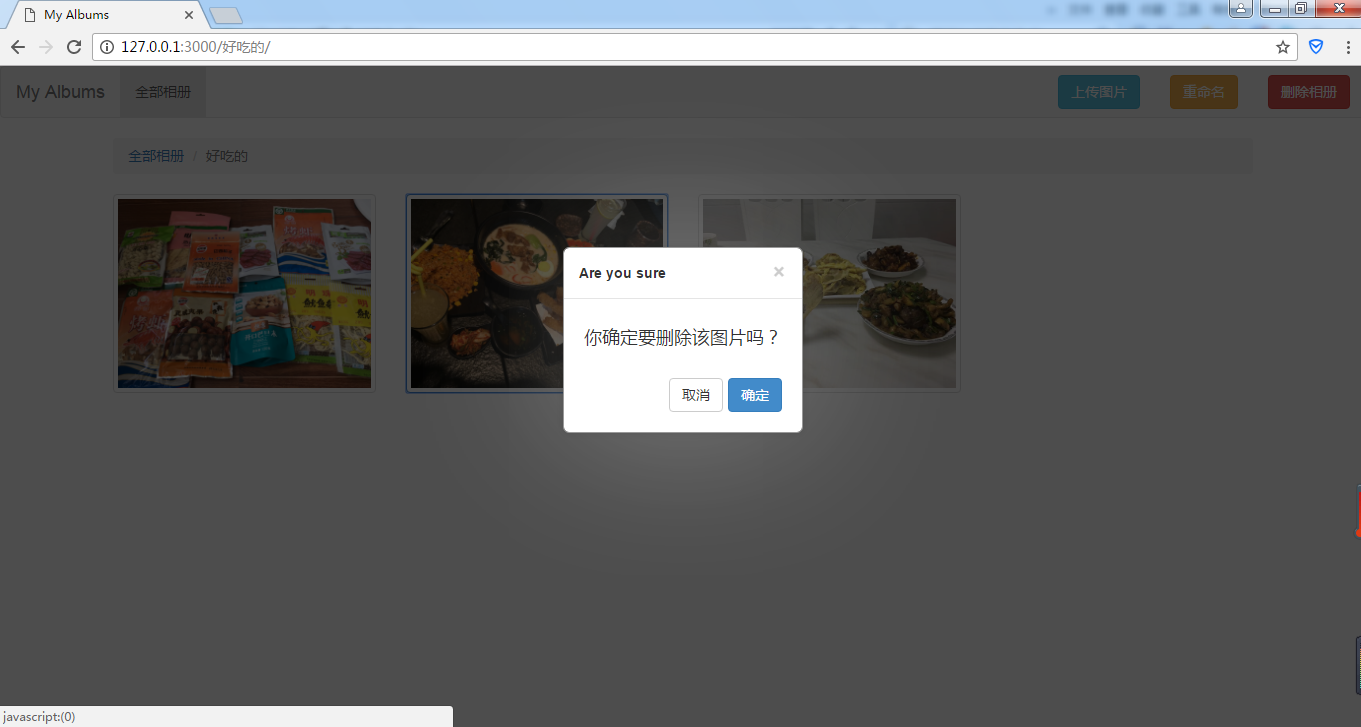 My Albums
127.0.0.1:3000/好吃的/
My Albums
全部相册
上传图片
重命名
删除相册
全部相册 / 好吃的
Are you sure
×
你确定要删除该图片吗？
取消
确定
javascript:(0)